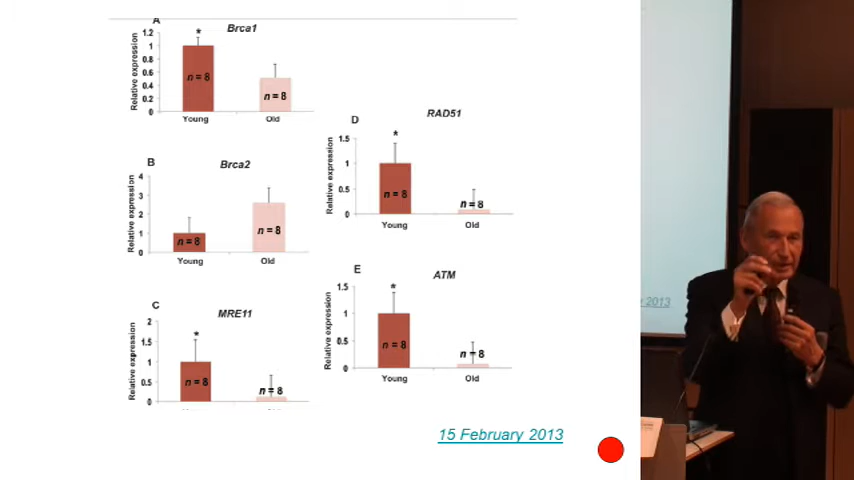 A
Brca1
*
Relative expression
1.2
1
0.8
0.6
0.4
0.2
0
n = 8
n = 8
Young
Old
B
Brca2
Relative expression
4
3
2
1
0
n = 8
n = 8
Young
Old
C
MRE11
*
Relative expression
2
1.5
1
0.5
0
n = 8
n = 8
D
RAD51
*
Relative expression
1.5
1
0.5
0
n = 8
n = 8
Young
Old
E
ATM
*
Relative expression
1.5
1
0.5
0
n = 8
n = 8
Young
Old
15 February 2013
2013